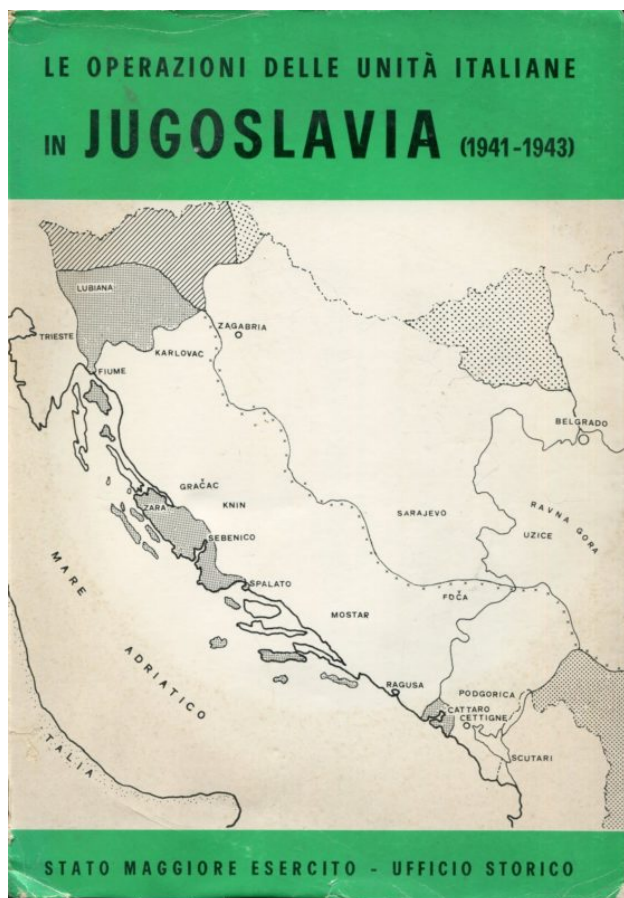 LE OPERAZIONI DELLE UNITÀ ITALIANE
IN JUGOSLAVIA (1941-1943)
LUBIANA
TRIESTE
ZAGABRIA
KARLOVAC
FIUME
BELGRADO
GRAČAC
ZARA
KNIN
SARAJEVO
RAVNA GORA
UZICE
SEBENICO
SPALATO
FOČA
MOSTAR
MARE ADRIATICO
RAGUSA
PODGORICA
CATTARO
CETTIGNE
SCUTARI
ITALIA
STATO MAGGIORE ESERCITO - UFFICIO STORICO